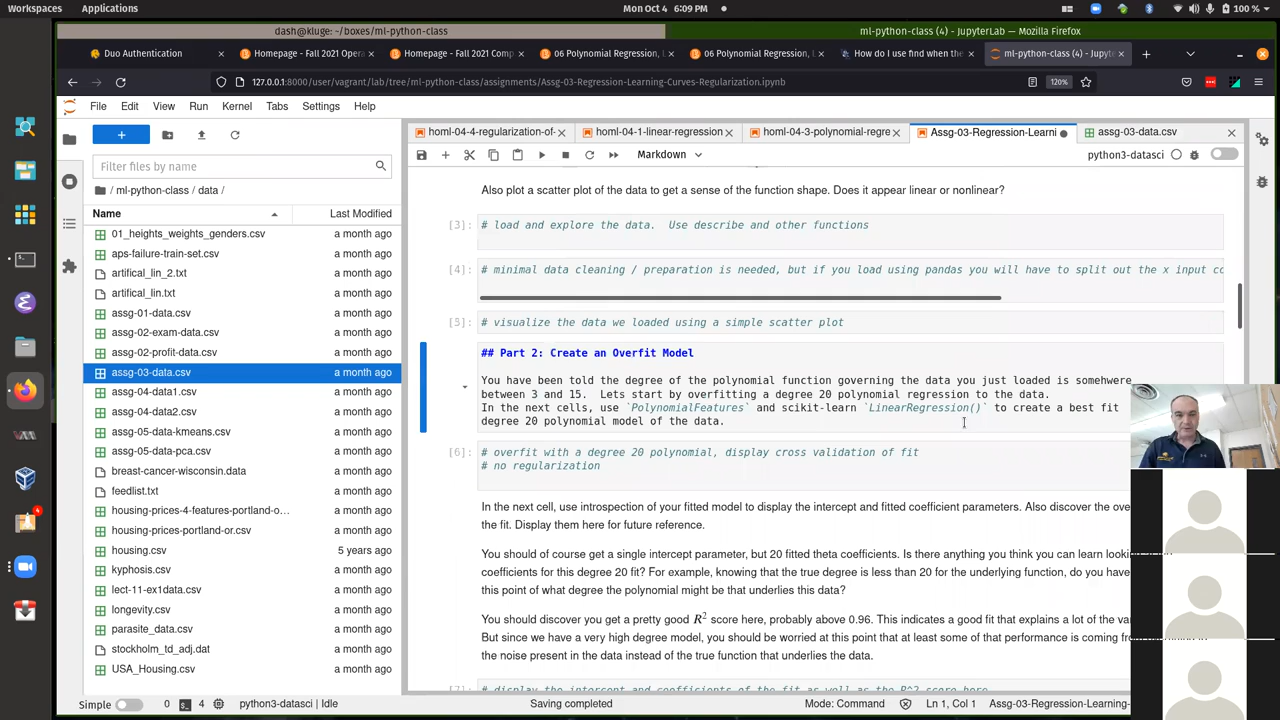 Workspaces
Applications
Mon Oct 4 6:09 PM
100 %
dash@kluge: ~/boxes/ml-python-class
ml-python-class (4) - JupyterLab — Mozilla Firefox
Duo Authentication
Homepage - Fall 2021 Oper
Homepage - Fall 2021 Comp
06 Polynomial Regression, L
06 Polynomial Regression, L
How do I use find when the
ml-python-class (4) - Jupyte
127.0.0.1:8000/user/vagrant/lab/tree/ml-python-class/assignments/Assg-03-Regression-Learning-Curves-Regularization.ipynb
120%
File Edit View Run Kernel Tabs Settings Help
homl-04-4-regularization-of-
homl-04-1-linear-regression
homl-04-3-polynomial-regre
Assg-03-Regression-Learni
assg-03-data.csv
Filter files by name
Markdown
python3-datasci
/ ml-python-class / data /
Name
Last Modified
01_heights_weights_genders.csv a month ago
aps-failure-train-set.csv a month ago
artifical_lin_2.txt a month ago
artifical_lin.txt a month ago
assg-01-data.csv a month ago
assg-02-exam-data.csv a month ago
assg-02-profit-data.csv a month ago
assg-03-data.csv a month ago
assg-04-data1.csv a month ago
assg-04-data2.csv a month ago
assg-05-data-kmeans.csv a month ago
assg-05-data-pca.csv a month ago
breast-cancer-wisconsin.data a month ago
feedlist.txt a month ago
housing-prices-4-features-portland-o… a month ago
housing-prices-portland-or.csv a month ago
housing.csv 5 years ago
kyphosis.csv a month ago
lect-11-ex1data.csv a month ago
longevity.csv a month ago
parasite_data.csv a month ago
stockholm_td_adj.dat a month ago
USA_Housing.csv a month ago
Also plot a scatter plot of the data to get a sense of the function shape. Does it appear linear or nonlinear?
[3]: # load and explore the data.  Use describe and other functions
[4]: # minimal data cleaning / preparation is needed, but if you load using pandas you will have to split out the x input co
[5]: # visualize the data we loaded using a simple scatter plot
## Part 2: Create an Overfit Model
You have been told the degree of the polynomial function governing the data you just loaded is somehwere
between 3 and 15.  Lets start by overfitting a degree 20 polynomial regression to the data.
In the next cells, use `PolynomialFeatures` and scikit-learn `LinearRegression()` to create a best fit
degree 20 polynomial model of the data.
[6]: # overfit with a degree 20 polynomial, display cross validation of fit
# no regularization
In the next cell, use introspection of your fitted model to display the intercept and fitted coefficient parameters. Also discover the ove
the fit. Display them here for future reference.
You should of course get a single intercept parameter, but 20 fitted theta coefficients. Is there anything you think you can learn looki
coefficients for this degree 20 fit? For example, knowing that the true degree is less than 20 for the underlying function, do you have
this point of what degree the polynomial might be that underlies this data?
You should discover you get a pretty good R² score here, probably above 0.96. This indicates a good fit that explains a lot of the va
But since we have a very high degree model, you should be worried at this point that at least some of that performance is coming
the noise present in the data instead of the true function that underlies the data.
# display the intercept and coefficients of the fit as well as the R^2 score here
Simple
0
4
python3-datasci | Idle
Saving completed
Mode: Command
Ln 1, Col 1
Assg-03-Regression-Learning-